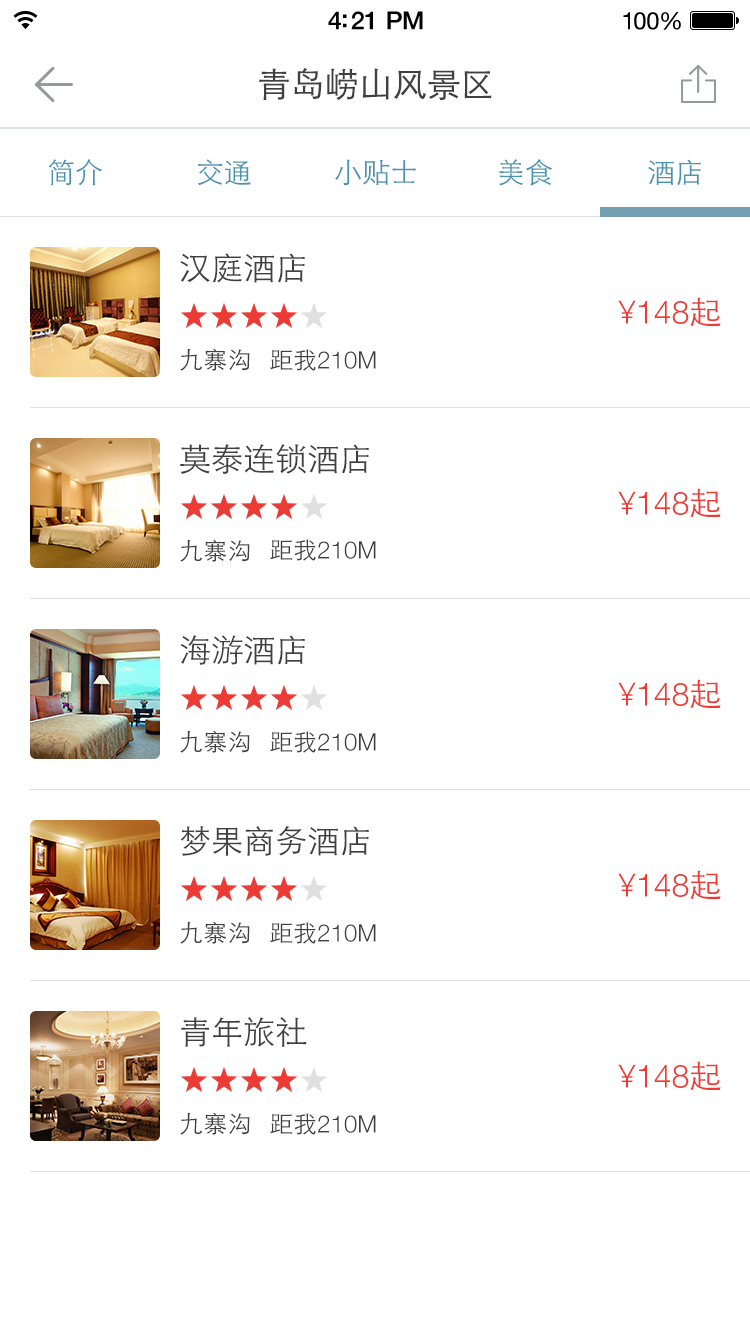 4:21 PM 100%
青岛崂山风景区
简介 交通 小贴士 美食 酒店
汉庭酒店
¥148起
九寨沟 距我210M
莫泰连锁酒店
¥148起
九寨沟 距我210M
海游酒店
¥148起
九寨沟 距我210M
梦果商务酒店
¥148起
九寨沟 距我210M
青年旅社
¥148起
九寨沟 距我210M